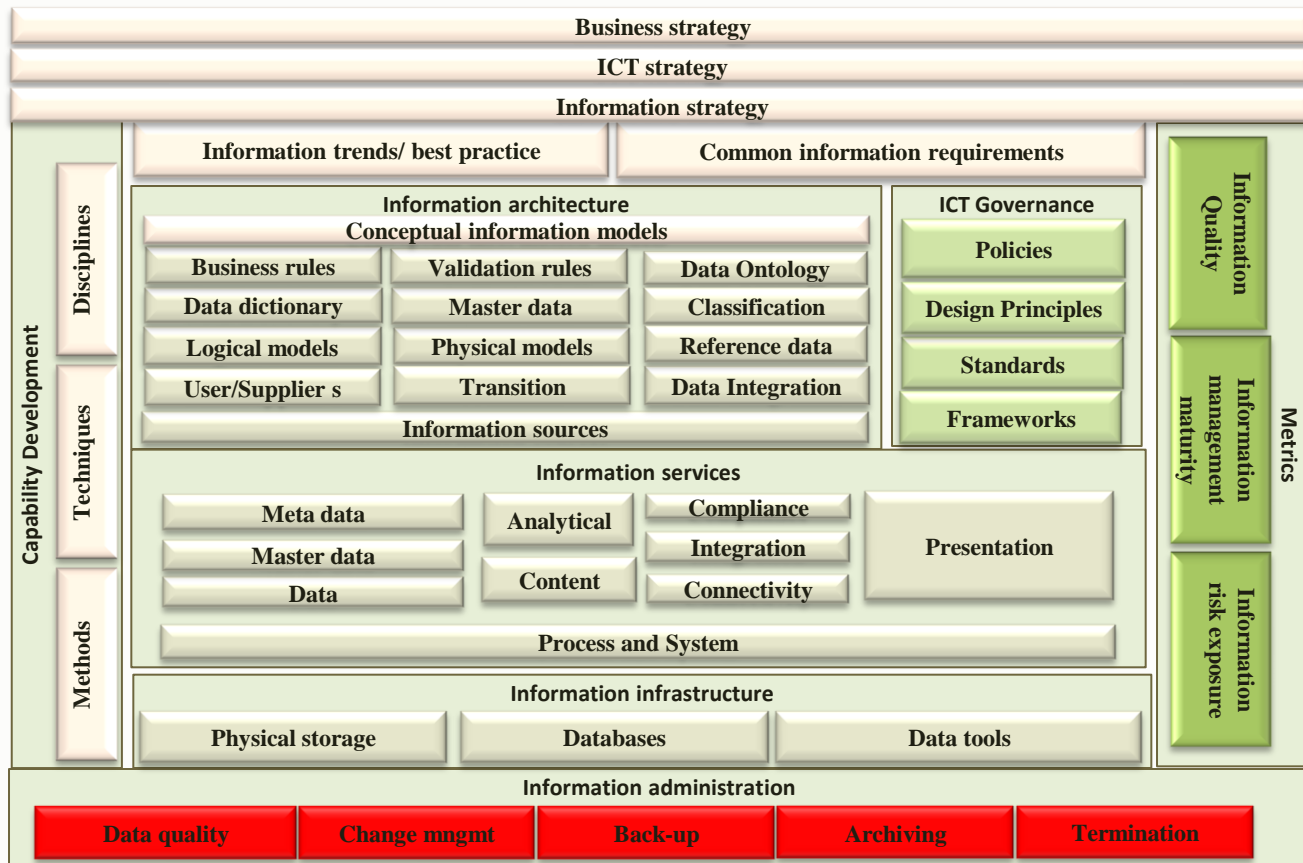 Business strategy
ICT strategy
Information strategy
Information trends/ best practice
Common information requirements
Capability Development
Disciplines
Techniques
Methods
Information architecture
Conceptual information models
Business rules
Validation rules
Data Ontology
Data dictionary
Master data
Classification
Logical models
Physical models
Reference data
User/Supplier s
Transition
Data Integration
Information sources
ICT Governance
Policies
Design Principles
Standards
Frameworks
Information services
Meta data
Master data
Data
Analytical
Content
Compliance
Integration
Connectivity
Presentation
Process and System
Information infrastructure
Physical storage
Databases
Data tools
Metrics
Information
Quality
Information
management
maturity
Information
risk exposure
Information administration
Data quality
Change mngmt
Back-up
Archiving
Termination